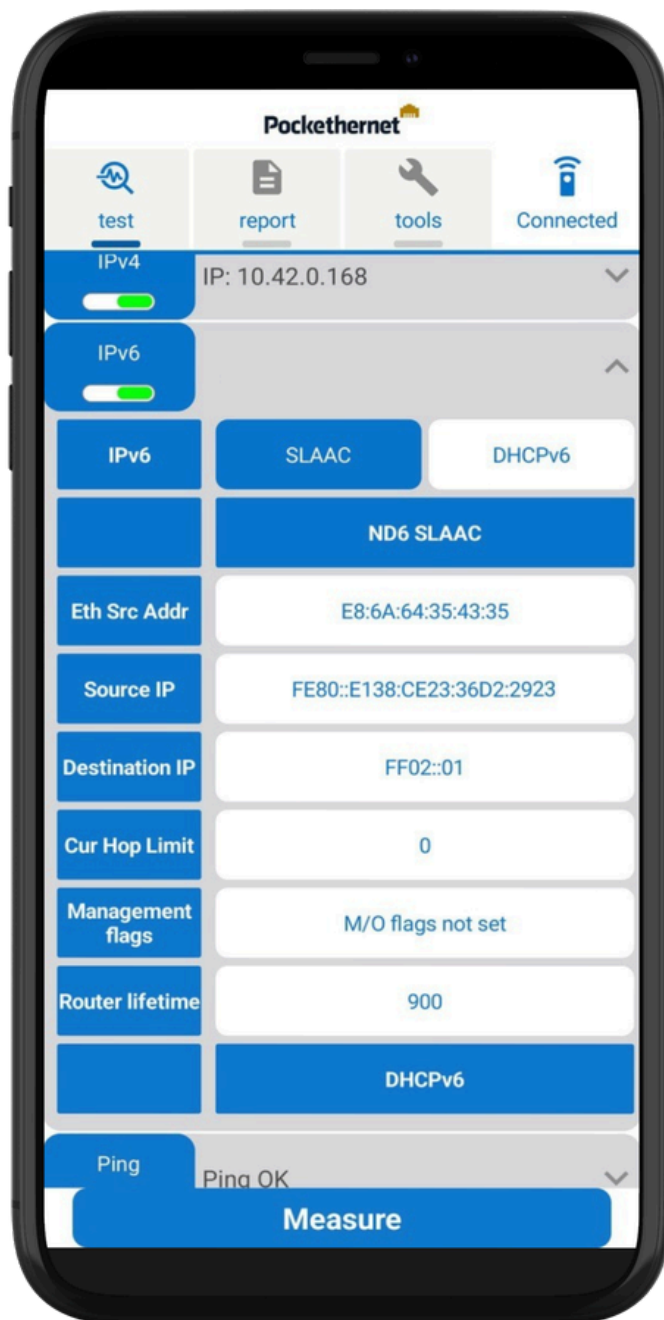 Pockethernet
test report tools Connected
IPv4 IP: 10.42.0.168
IPv6
IPv6 SLAAC DHCPv6
ND6 SLAAC
Eth Src Addr E8:6A:64:35:43:35
Source IP FE80::E138:CE23:36D2:2923
Destination IP FF02::01
Cur Hop Limit 0
Management
flags M/O flags not set
Router lifetime 900
DHCPv6
Ping Ping OK
Measure